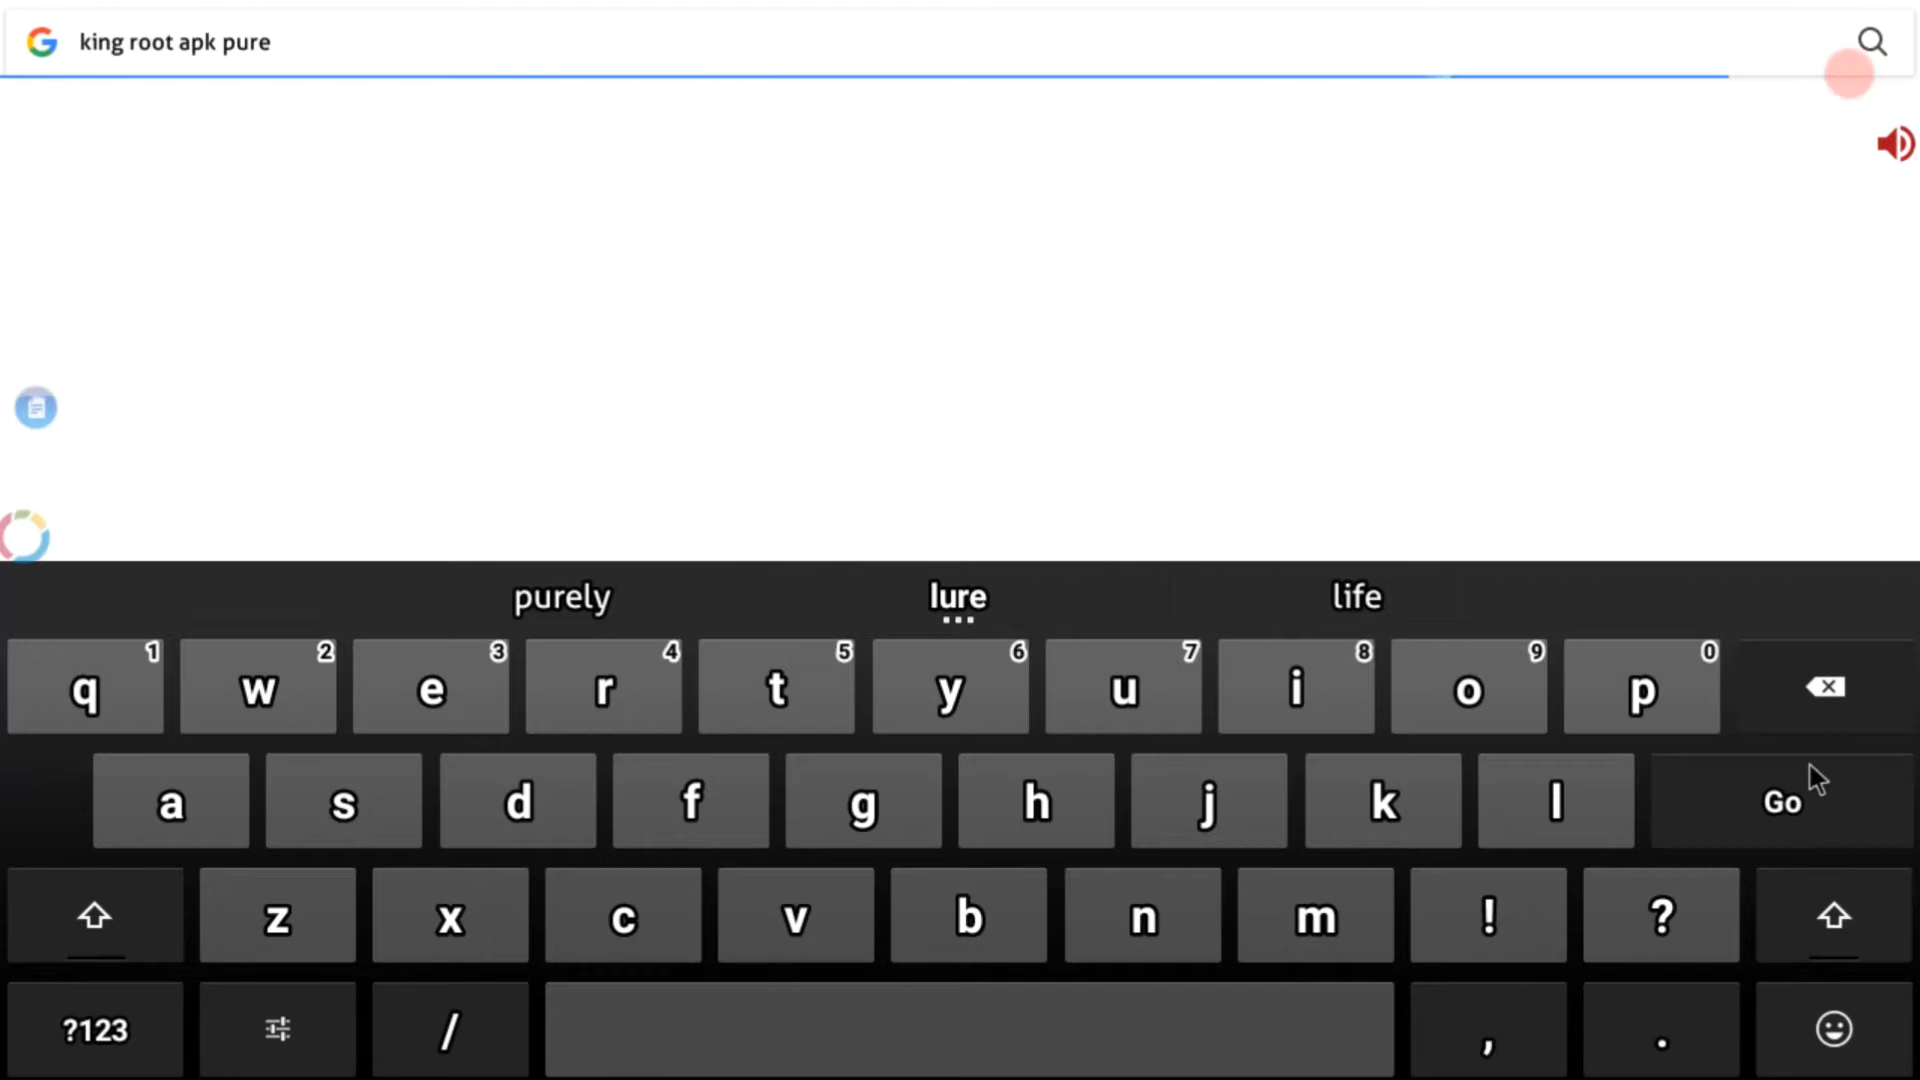 king root apk pure
purely lure life
q 1 w 2 e 3 r 4 t 5 y 6 u 7 i 8 o 9 p 0
a s d f g h j k l Go
z x c v b n m ! ?
?123 / , .